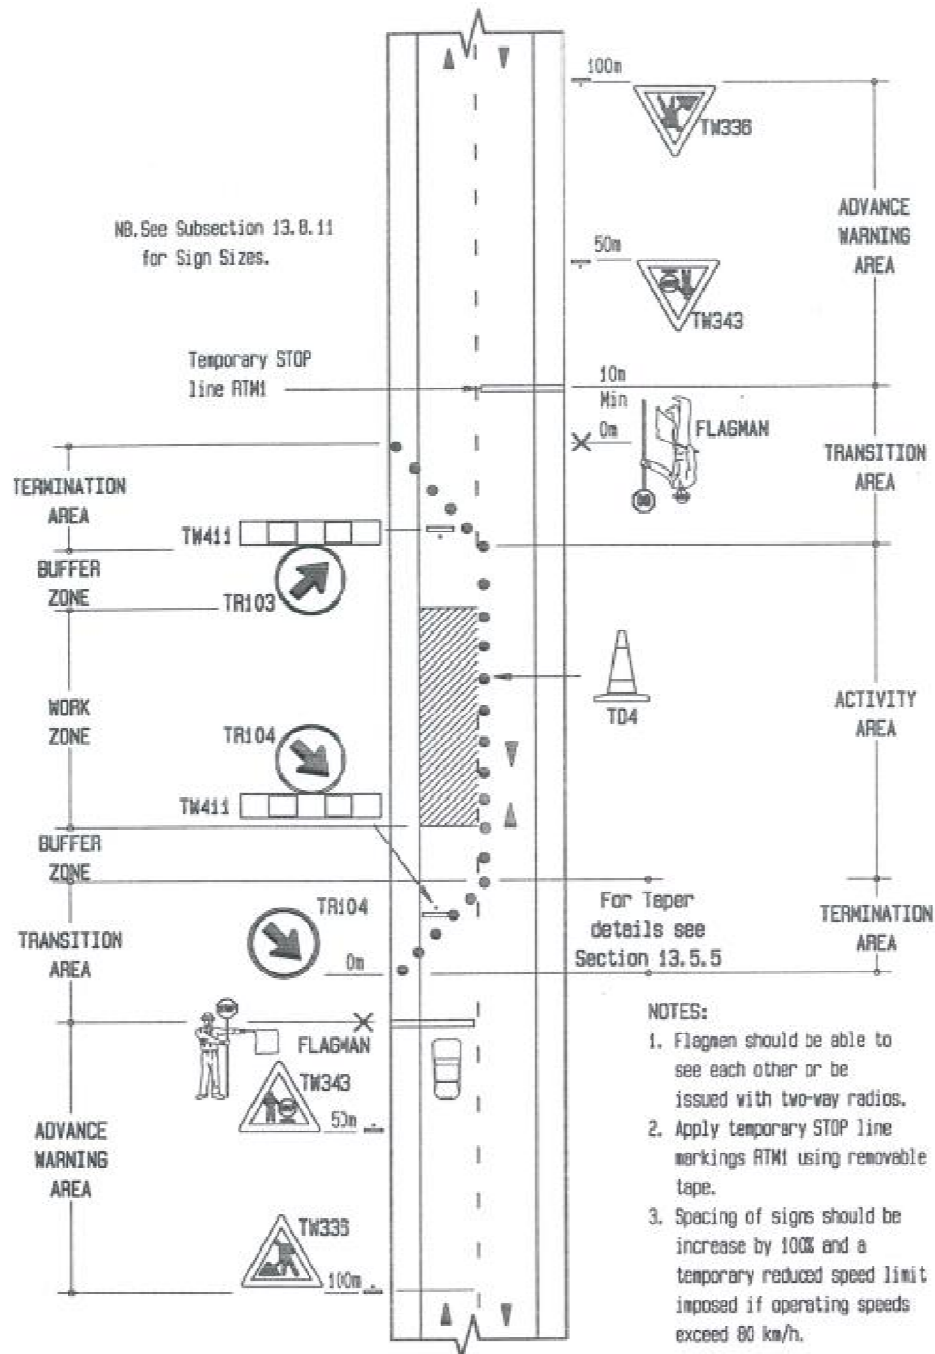 100m
TW336
NB.See Subsection 13.8.11
for Sign Sizes.
ADVANCE
WARNING
AREA
50m
TW343
Temporary STOP
line RTM1
10m
Min
0m
FLAGMAN
TRANSITION
AREA
TERMINATION
AREA
TW411
BUFFER
ZONE
TR103
WORK
ZONE
TR104
TD4
ACTIVITY
AREA
TW411
BUFFER
ZONE
TR104
For Taper
details see
Section 13.5.5
TERMINATION
AREA
TRANSITION
AREA
0m
FLAGMAN
TW343
50m
ADVANCE
WARNING
AREA
TW336
100m
NOTES:
1. Flagmen should be able to
see each other or be
issued with two-way radios.
2. Apply temporary STOP line
markings RTM1 using removable
tape.
3. Spacing of signs should be
increase by 100% and a
temporary reduced speed limit
imposed if operating speeds
exceed 80 km/h.